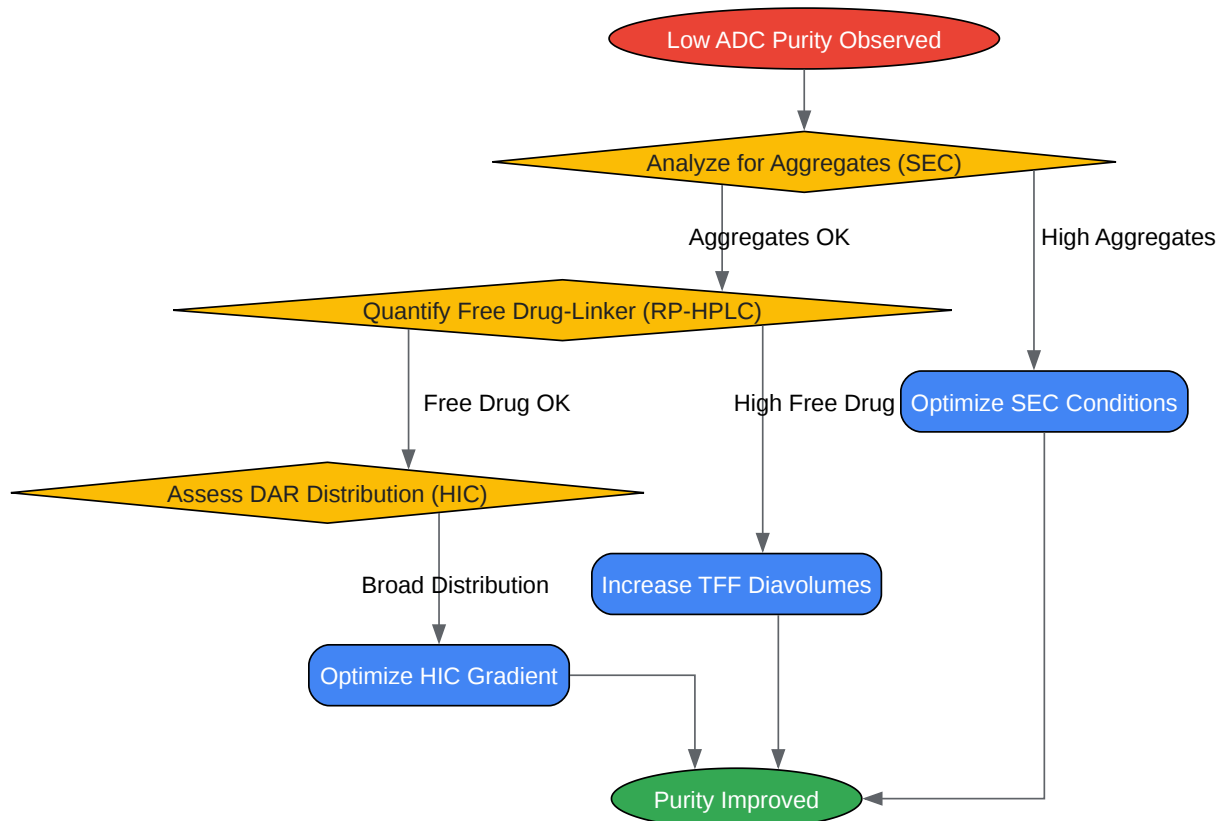 Low ADC Purity Observed
Analyze for Aggregates (SEC)
Aggregates OK
High Aggregates
Quantify Free Drug-Linker (RP-HPLC)
Free Drug OK
High Free Drug
Optimize SEC Conditions
Assess DAR Distribution (HIC)
Broad Distribution
Increase TFF Diavolumes
Optimize HIC Gradient
Purity Improved